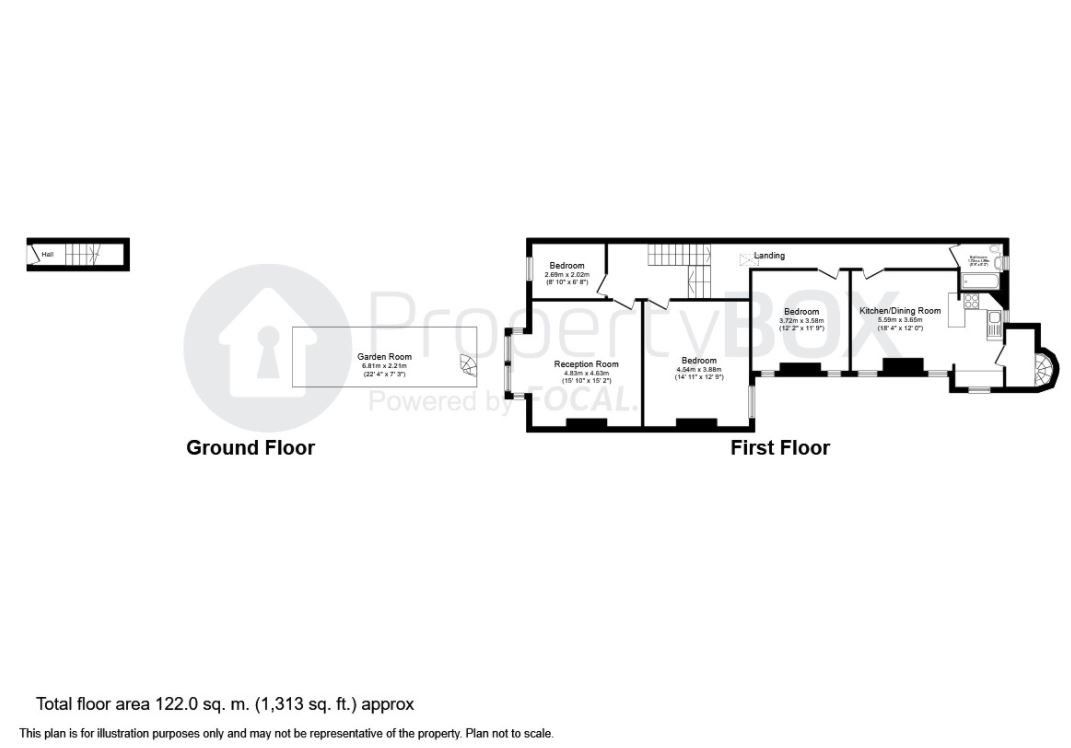 Hall
Garden Room
6.81m x 2.21m
(22' 4" x 7' 3")
Ground Floor
PropertyBOX
Powered by FOCAL.
Landing
Bedroom
2.69m x 2.02m
(8' 10" x 6' 8")
Reception Room
4.83m x 4.63m
(15' 10" x 15' 2")
Bedroom
4.54m x 3.88m
(14' 11" x 12' 9")
Bedroom
3.72m x 3.58m
(12' 2" x 11' 9")
Kitchen/Dining Room
5.59m x 3.65m
(18' 4" x 12' 0")
Bathroom
First Floor
Total floor area 122.0 sq. m. (1,313 sq. ft.) approx
This plan is for illustration purposes only and may not be representative of the property. Plan not to scale.